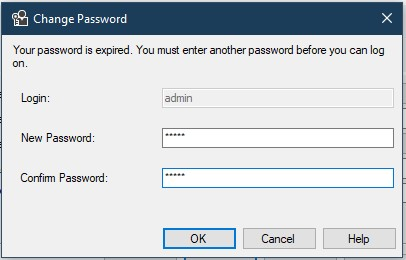 Change Password
Your password is expired. You must enter another password before you can log
on.
Login: admin
New Password: *****
Confirm Password: *****
OK Cancel Help